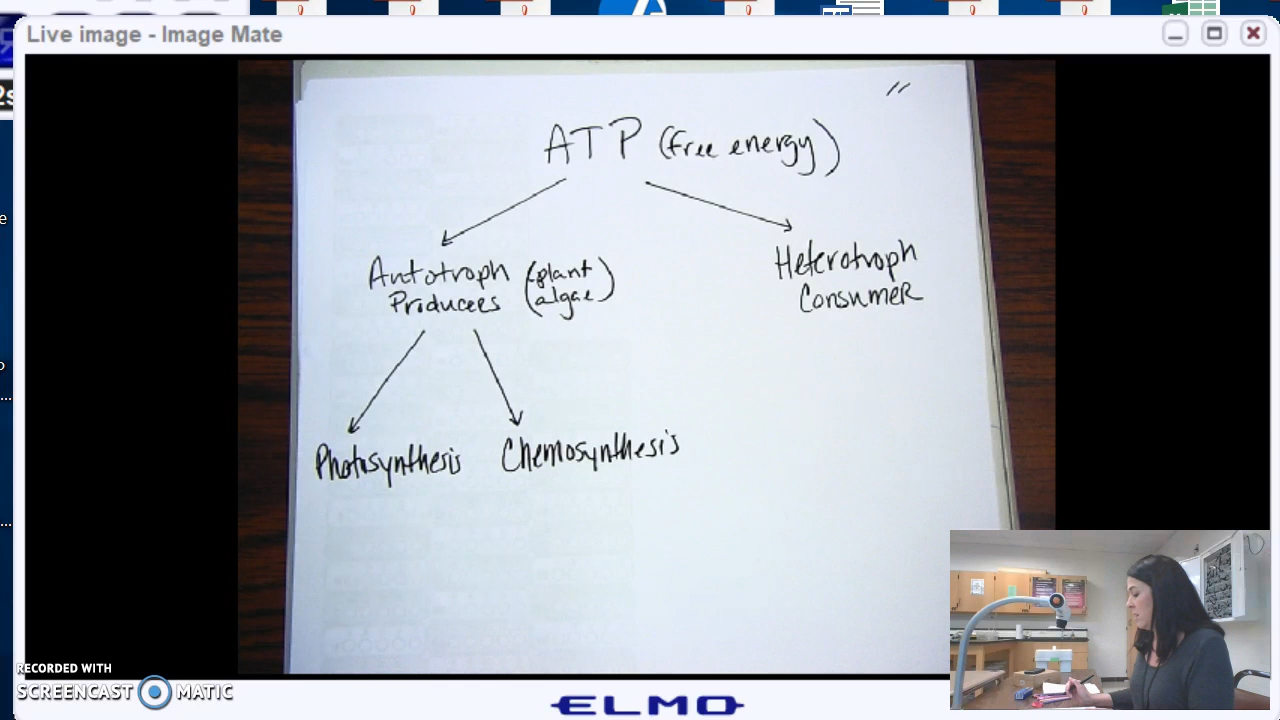 Live image - Image Mate
ATP (free energy)
Autotroph (plant
Producers algae)
Heterotroph
Consumer
Photosynthesis Chemosynthesis
RECORDED WITH
SCREENCAST MATIC
ELMO